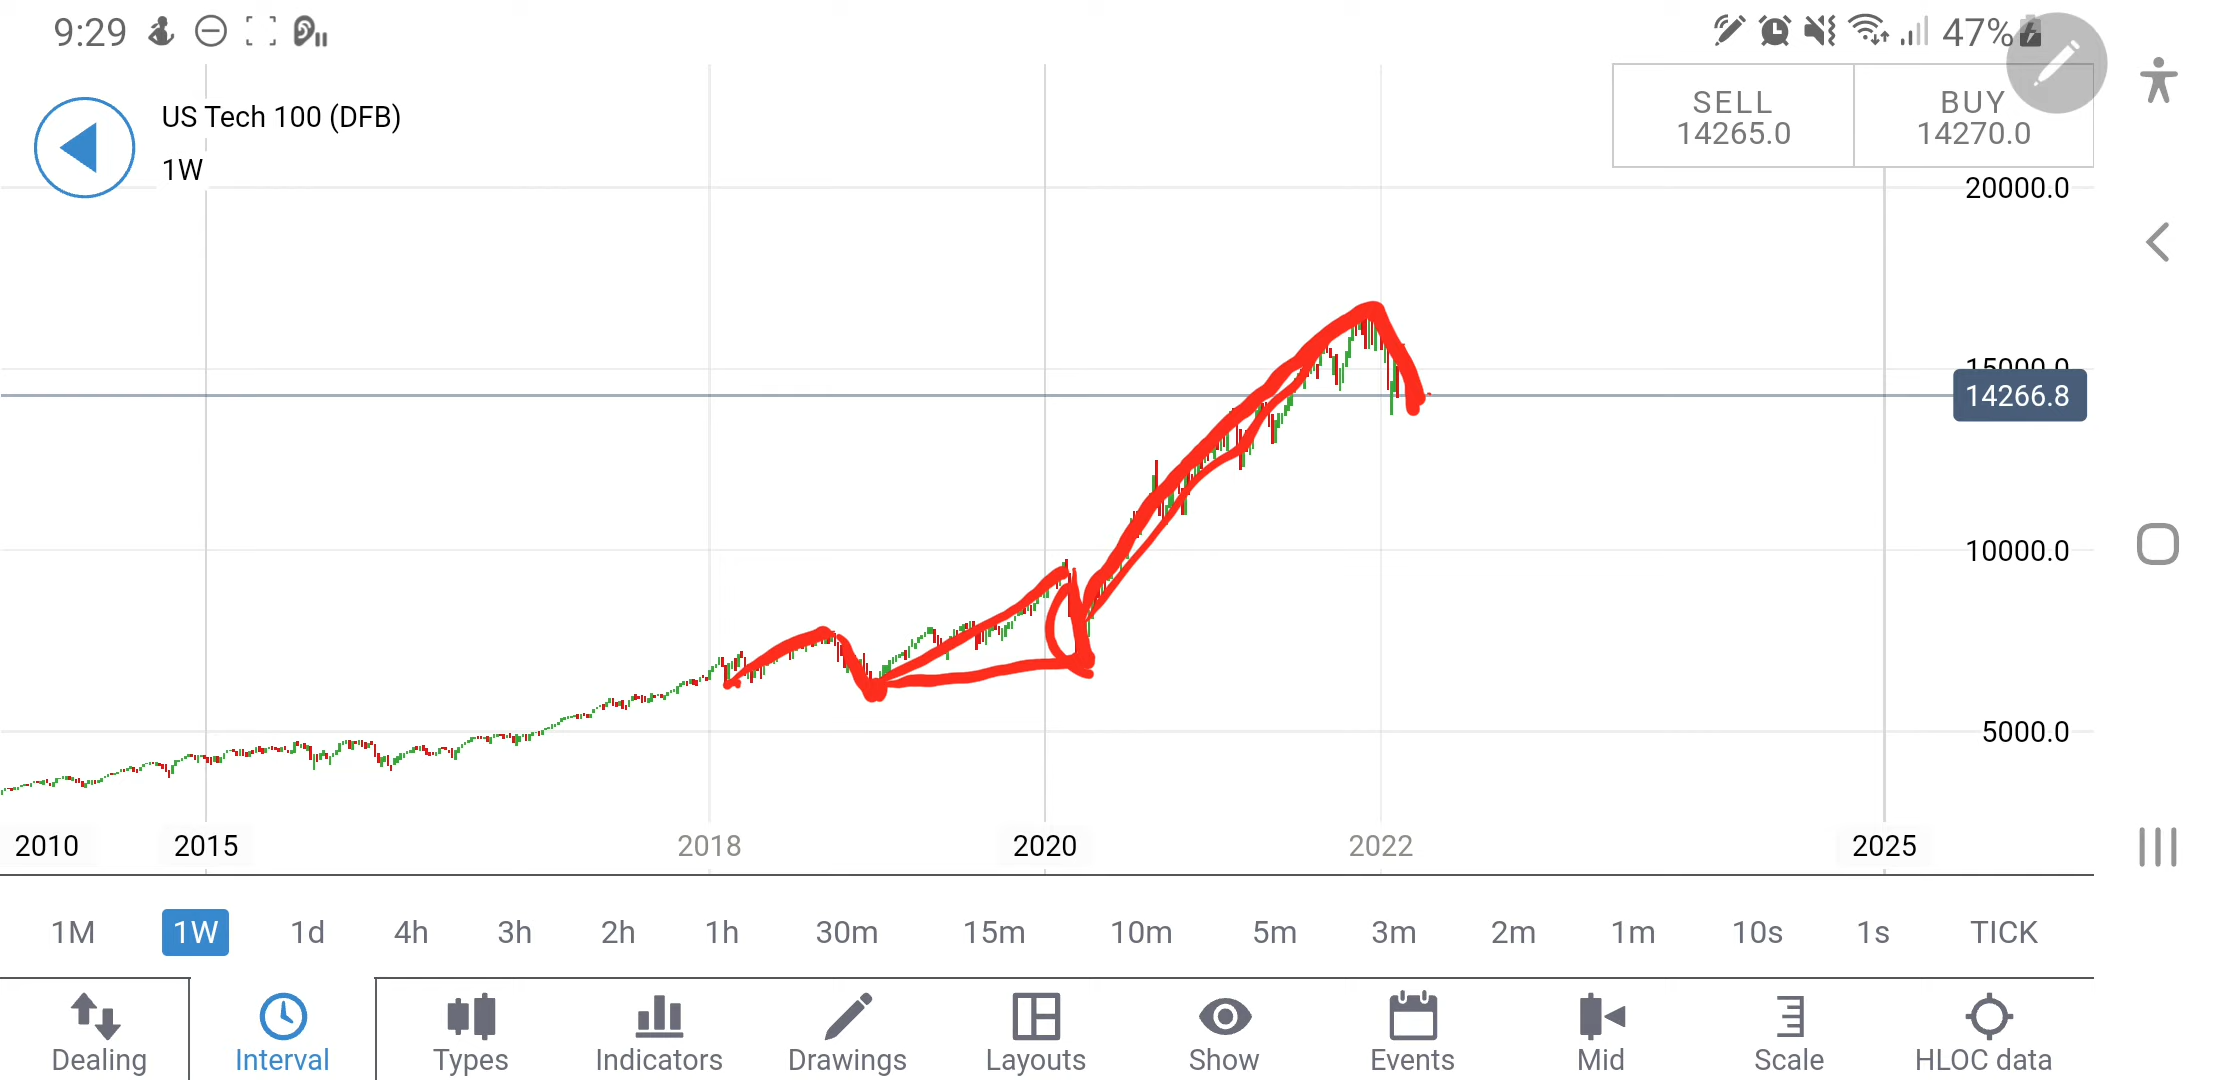 9:29
47%
US Tech 100 (DFB)
1W
SELL
14265.0
BUY
14270.0
20000.0
15000.0
14266.8
10000.0
5000.0
2010 2015 2018 2020 2022 2025
1M 1W 1d 4h 3h 2h 1h 30m 15m 10m 5m 3m 2m 1m 10s 1s TICK
Dealing Interval Types Indicators Drawings Layouts Show Events Mid Scale HLOC data